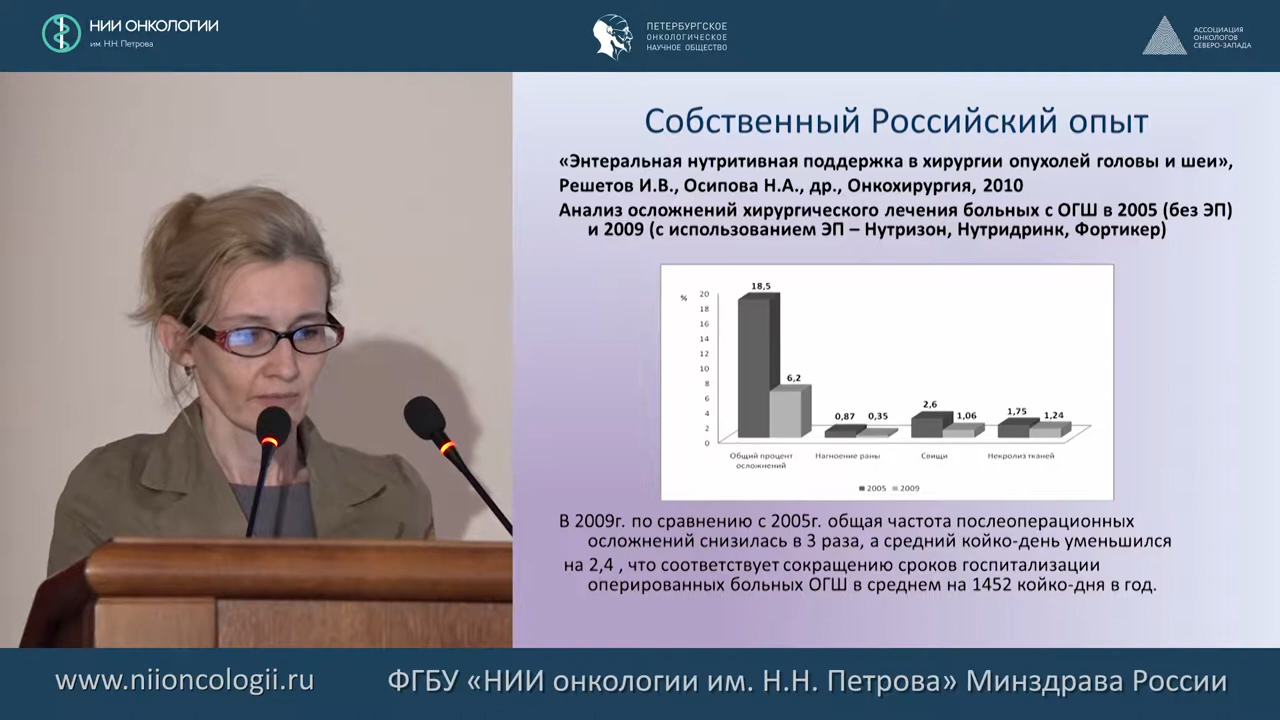 НИИ ОНКОЛОГИИ
им. Н.Н. Петрова
ПЕТЕРБУРГСКОЕ
ОНКОЛОГИЧЕСКОЕ
НАУЧНОЕ ОБЩЕСТВО
АССОЦИАЦИЯ
ОНКОЛОГОВ
СЕВЕРО-ЗАПАДА
Собственный Российский опыт
«Энтеральная нутритивная поддержка в хирургии опухолей головы и шеи»,
Решетов И.В., Осипова Н.А., др., Онкохирургия, 2010
Анализ осложнений хирургического лечения больных с ОГШ в 2005 (без ЭП)
и 2009 (с использованием ЭП – Нутризон, Нутридринк, Фортикер)
%
20
18
16
14
12
10
8
6
4
2
0
18,5
6,2
0,87
0,35
2,6
1,06
1,75
1,24
Общий процент
осложнений
Нагноение раны
Свищи
Некролиз тканей
2005
2009
В 2009г. по сравнению с 2005г. общая частота послеоперационных
осложнений снизилась в 3 раза, а средний койко-день уменьшился
на 2,4 , что соответствует сокращению сроков госпитализации
оперированных больных ОГШ в среднем на 1452 койко-дня в год.
www.niioncologii.ru
ФГБУ «НИИ онкологии им. Н.Н. Петрова» Минздрава России